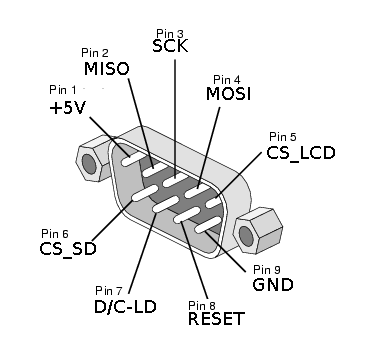 Pin 1
+5V
Pin 2
MISO
Pin 3
SCK
Pin 4
MOSI
Pin 5
CS_LCD
Pin 6
CS_SD
Pin 7
D/C-LD
Pin 8
RESET
Pin 9
GND